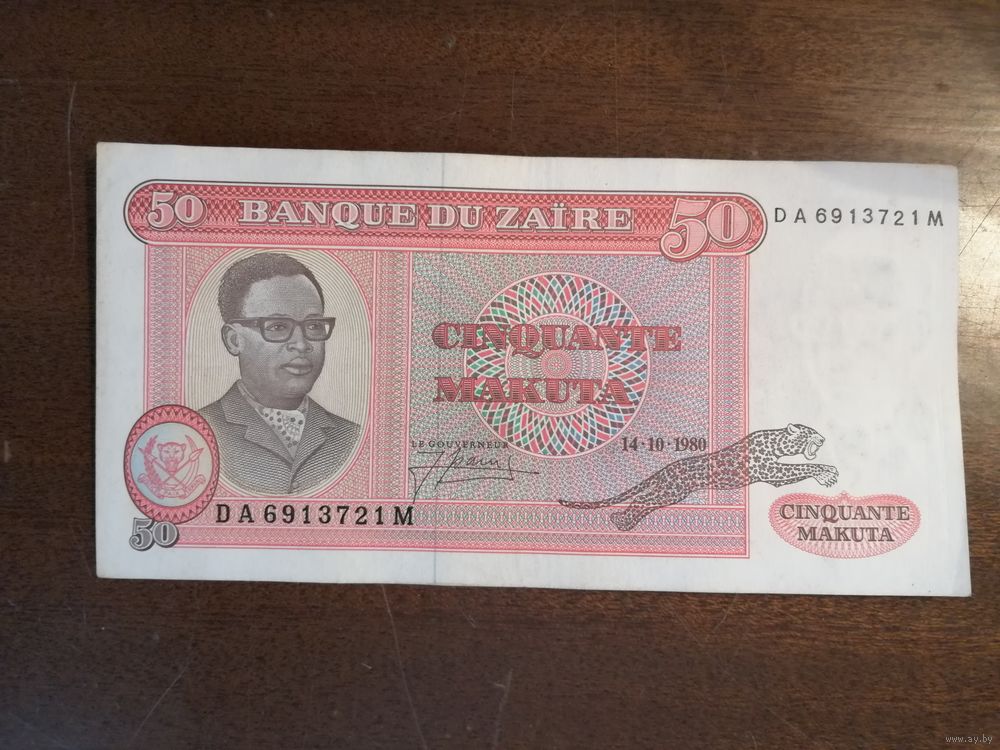 50 BANQUE DU ZAÏRE 50
DA6913721M
CINQUANTE
MAKUTA
LE GOUVERNEUR
14·10·1980
DA6913721M
50
CINQUANTE
MAKUTA
www.ay.by